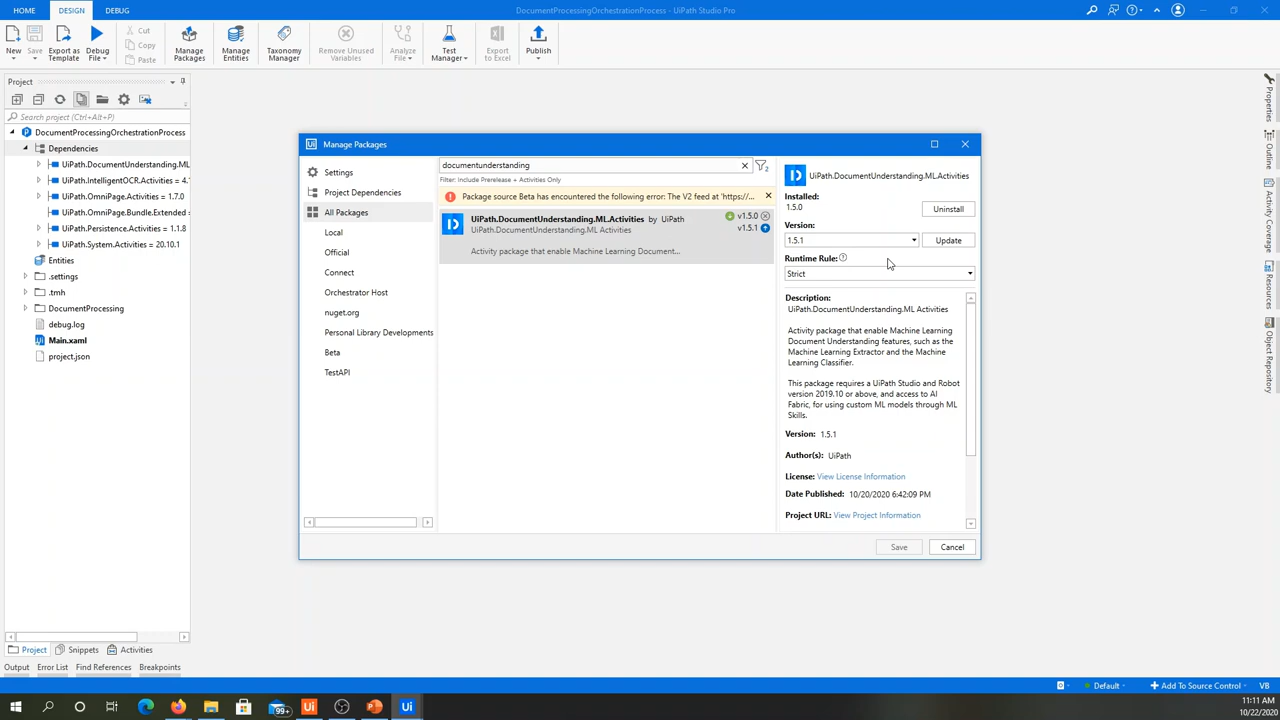 HOME
DESIGN
DEBUG
DocumentProcessingOrchestrationProcess - UiPath Studio Pro
New
Save
Export as Template
Debug File
Cut
Copy
Paste
Manage Packages
Manage Entities
Taxonomy Manager
Remove Unused Variables
Analyze File
Test Manager
Export to Excel
Publish
Project
Search project (Ctrl+Alt+P)
DocumentProcessingOrchestrationProcess
Dependencies
UiPath.DocumentUnderstanding.ML
UiPath.IntelligentOCR.Activities = 4.
UiPath.OmniPage.Activities = 1.7.0
UiPath.OmniPage.Bundle.Extended =
UiPath.Persistence.Activities = 1.1.8
UiPath.System.Activities = 20.10.1
Entities
.settings
.tmh
DocumentProcessing
debug.log
Main.xaml
project.json
Ui Manage Packages
Settings
Project Dependencies
All Packages
Local
Official
Connect
Orchestrator Host
nuget.org
Personal Library Developments
Beta
TestAPI
documentunderstanding
Filter: Include Prerelease + Activities Only
Package source Beta has encountered the following error: The V2 feed at 'https://...
UiPath.DocumentUnderstanding.ML.Activities by UiPath
v1.5.0
UiPath.DocumentUnderstanding.ML Activities
v1.5.1
Activity package that enable Machine Learning Document...
UiPath.DocumentUnderstanding.ML.Activities
Installed:
1.5.0
Uninstall
Version:
1.5.1
Update
Runtime Rule:
Strict
Description:
UiPath.DocumentUnderstanding.ML Activities
Activity package that enable Machine Learning
Document Understanding features, such as the
Machine Learning Extractor and the Machine
Learning Classifier.
This package requires a UiPath Studio and Robot
version 2019.10 or above, and access to AI
Fabric, for using custom ML models through ML
Skills.
Version: 1.5.1
Author(s): UiPath
License: View License Information
Date Published: 10/20/2020 6:42:09 PM
Project URL: View Project Information
Save
Cancel
Properties
Outline
Activity Coverage
Resources
Object Repository
Project
Snippets
Activities
Output
Error List
Find References
Breakpoints
Default
Add To Source Control
VB
99+
Ui
Ui
11:11 AM
10/22/2020